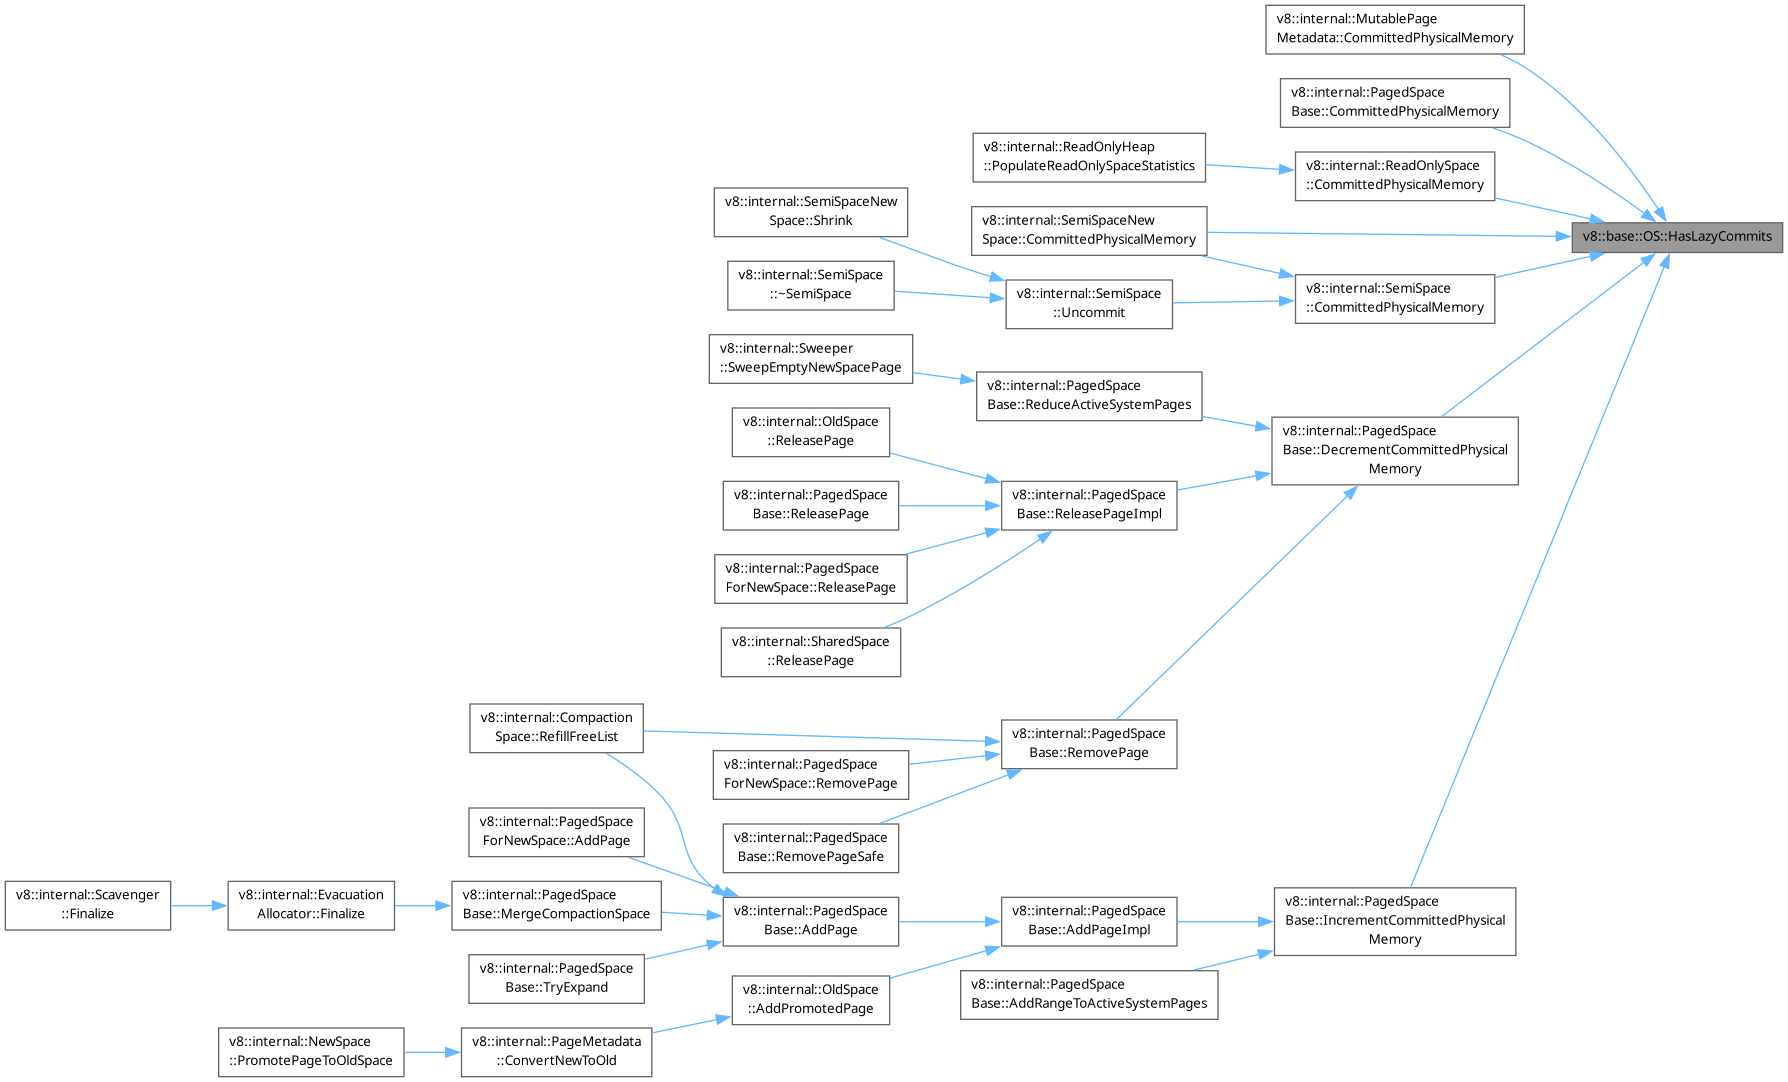 v8::internal::MutablePage
Metadata::CommittedPhysicalMemory
v8::internal::PagedSpace
Base::CommittedPhysicalMemory
v8::internal::ReadOnlyHeap
::PopulateReadOnlySpaceStatistics
v8::internal::ReadOnlySpace
::CommittedPhysicalMemory
v8::internal::SemiSpaceNew
Space::Shrink
v8::internal::SemiSpaceNew
Space::CommittedPhysicalMemory
v8::base::OS::HasLazyCommits
v8::internal::SemiSpace
::~SemiSpace
v8::internal::SemiSpace
::Uncommit
v8::internal::SemiSpace
::CommittedPhysicalMemory
v8::internal::Sweeper
::SweepEmptyNewSpacePage
v8::internal::PagedSpace
Base::ReduceActiveSystemPages
v8::internal::OldSpace
::ReleasePage
v8::internal::PagedSpace
Base::DecrementCommittedPhysical
Memory
v8::internal::PagedSpace
Base::ReleasePage
v8::internal::PagedSpace
Base::ReleasePageImpl
v8::internal::PagedSpace
ForNewSpace::ReleasePage
v8::internal::SharedSpace
::ReleasePage
v8::internal::Compaction
Space::RefillFreeList
v8::internal::PagedSpace
ForNewSpace::RemovePage
v8::internal::PagedSpace
Base::RemovePage
v8::internal::PagedSpace
ForNewSpace::AddPage
v8::internal::PagedSpace
Base::RemovePageSafe
v8::internal::Scavenger
::Finalize
v8::internal::Evacuation
Allocator::Finalize
v8::internal::PagedSpace
Base::MergeCompactionSpace
v8::internal::PagedSpace
Base::AddPage
v8::internal::PagedSpace
Base::AddPageImpl
v8::internal::PagedSpace
Base::IncrementCommittedPhysical
Memory
v8::internal::PagedSpace
Base::TryExpand
v8::internal::OldSpace
::AddPromotedPage
v8::internal::PagedSpace
Base::AddRangeToActiveSystemPages
v8::internal::NewSpace
::PromotePageToOldSpace
v8::internal::PageMetadata
::ConvertNewToOld